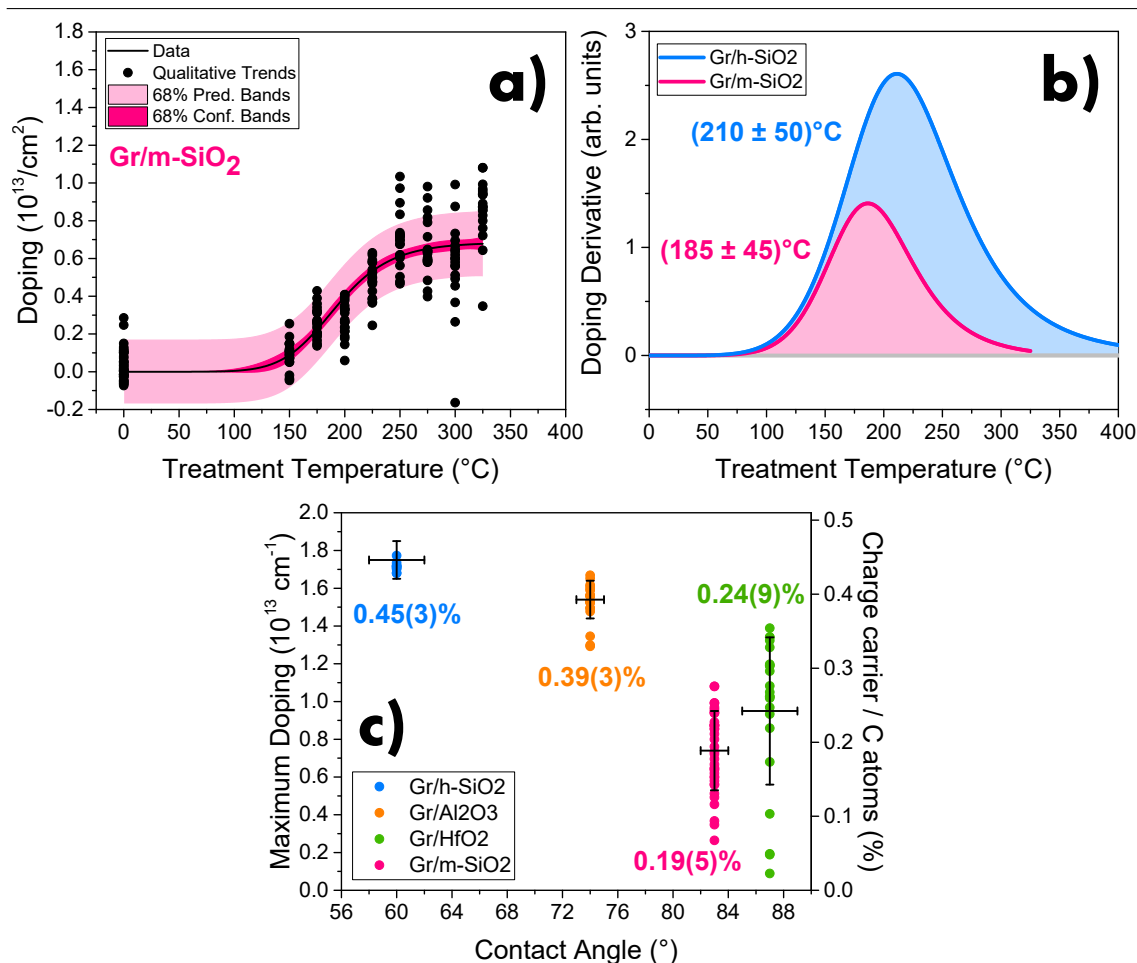 a)
Data
Qualitative Trends
68% Pred. Bands
68% Conf. Bands
Gr/m-SiO2
Doping (10^13/cm^2)
1.8
1.6
1.4
1.2
1.0
0.8
0.6
0.4
0.2
0.0
-0.2
0 50 100 150 200 250 300 350 400
Treatment Temperature (°C)
b)
Gr/h-SiO2
Gr/m-SiO2
(210 ± 50)°C
(185 ± 45)°C
Doping Derivative (arb. units)
3
2
1
0
0 50 100 150 200 250 300 350 400
Treatment Temperature (°C)
c)
Maximum Doping (10^13 cm^-1)
2.0
1.8
1.6
1.4
1.2
1.0
0.8
0.6
0.4
0.2
0.0
0.45(3)%
0.39(3)%
0.24(9)%
0.19(5)%
Gr/h-SiO2
Gr/Al2O3
Gr/HfO2
Gr/m-SiO2
0.5
0.4
0.3
0.2
0.1
0.0
Charge carrier / C atoms (%)
56 60 64 68 72 76 80 84 88
Contact Angle (°)